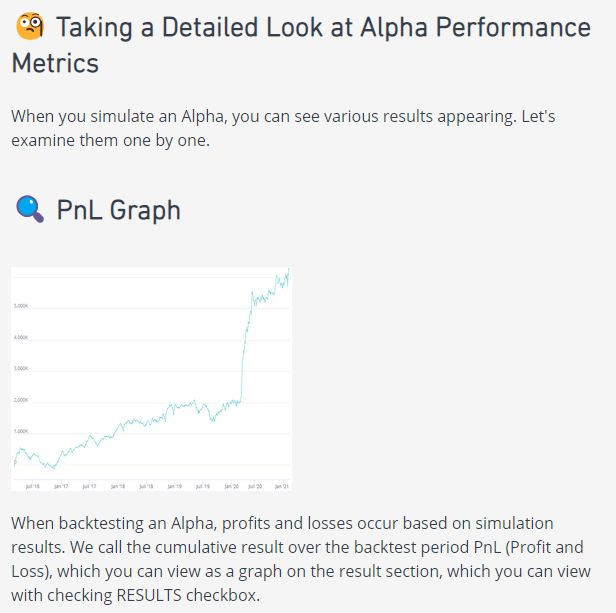 Taking a Detailed Look at Alpha Performance
Metrics
When you simulate an Alpha, you can see various results appearing. Let's
examine them one by one.
PnL Graph
5,000K
4,000K
3,000K
2,000K
1,000K
0
Jul '16 Jan '17 Jul '17 Jan '18 Jul '18 Jan '19 Jul '19 Jan '20 Jul '20 Jan '21
When backtesting an Alpha, profits and losses occur based on simulation
results. We call the cumulative result over the backtest period PnL (Profit and
Loss), which you can view as a graph on the result section, which you can view
with checking RESULTS checkbox.